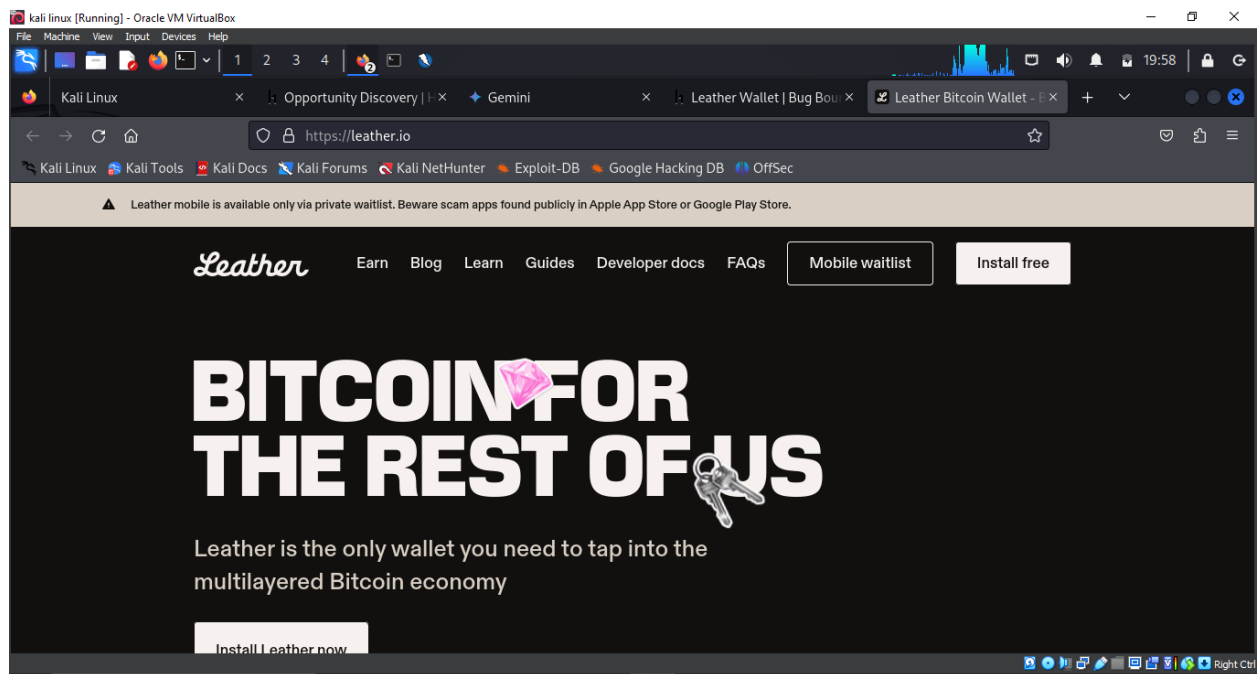 kali linux [Running] - Oracle VM VirtualBox
File Machine View Input Devices Help
1 2 3 4 2 19:58
Kali Linux Opportunity Discovery | H Gemini Leather Wallet | Bug Bour Leather Bitcoin Wallet - B
https://leather.io
Kali Linux Kali Tools Kali Docs Kali Forums Kali NetHunter Exploit-DB Google Hacking DB OffSec
Leather mobile is available only via private waitlist. Beware scam apps found publicly in Apple App Store or Google Play Store.
Leather Earn Blog Learn Guides Developer docs FAQs Mobile waitlist Install free
BITCOIN FOR
THE REST OF US
Leather is the only wallet you need to tap into the
multilayered Bitcoin economy
Install Leather now
Right Ctrl